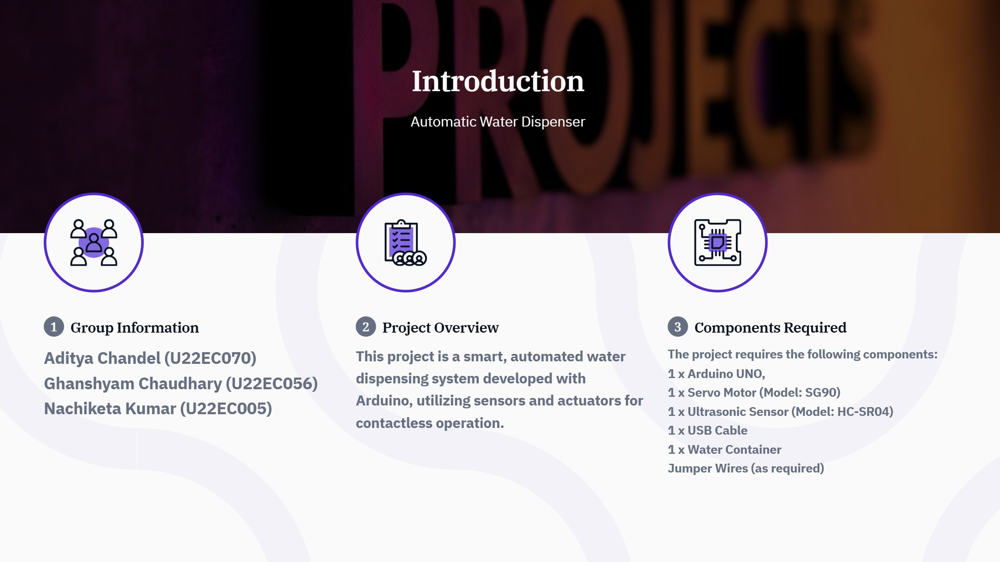 PROJECTS
Introduction
Automatic Water Dispenser
1 Group Information
Aditya Chandel (U22EC070)
Ghanshyam Chaudhary (U22EC056)
Nachiketa Kumar (U22EC005)
2 Project Overview
This project is a smart, automated water
dispensing system developed with
Arduino, utilizing sensors and actuators for
contactless operation.
3 Components Required
The project requires the following components:
1 x Arduino UNO,
1 x Servo Motor (Model: SG90)
1 x Ultrasonic Sensor (Model: HC-SR04)
1 x USB Cable
1 x Water Container
Jumper Wires (as required)